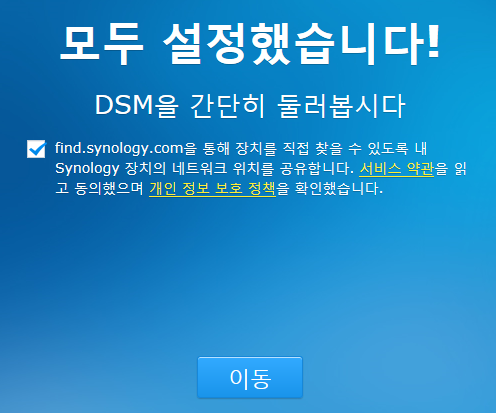 모두 설정했습니다!
DSM을 간단히 둘러봅시다
find.synology.com을 통해 장치를 직접 찾을 수 있도록 내
Synology 장치의 네트워크 위치를 공유합니다. 서비스 약관을 읽
고 동의했으며 개인 정보 보호 정책을 확인했습니다.
이동